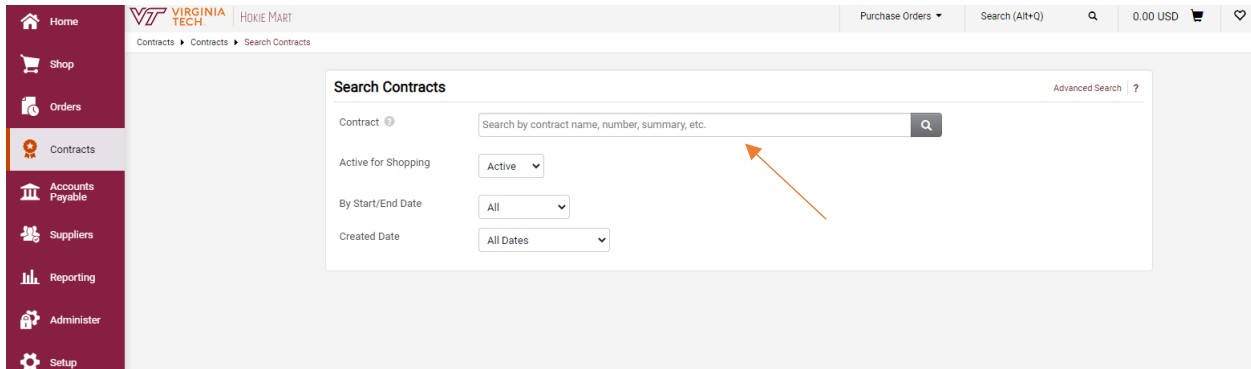 Home
VT VIRGINIA TECH. HOKIE MART
Purchase Orders
Search (Alt+Q)
0.00 USD
Contracts Contracts Search Contracts
Shop
Orders
Contracts
Accounts
Payable
Suppliers
Reporting
Administer
Setup
Search Contracts
Advanced Search ?
Contract ?
Search by contract name, number, summary, etc.
Active for Shopping
Active
By Start/End Date
All
Created Date
All Dates